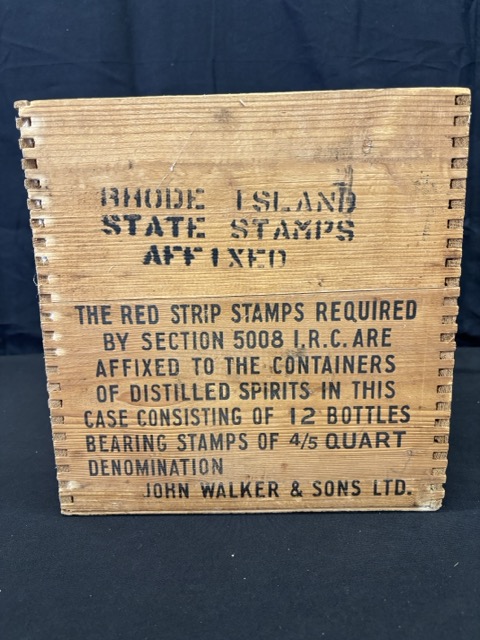 RHODE ISLAND
STATE STAMPS
AFFIXED
THE RED STRIP STAMPS REQUIRED
BY SECTION 5008 I.R.C. ARE
AFFIXED TO THE CONTAINERS
OF DISTILLED SPIRITS IN THIS
CASE CONSISTING OF 12 BOTTLES
BEARING STAMPS OF 4/5 QUART
DENOMINATION
JOHN WALKER & SONS LTD.